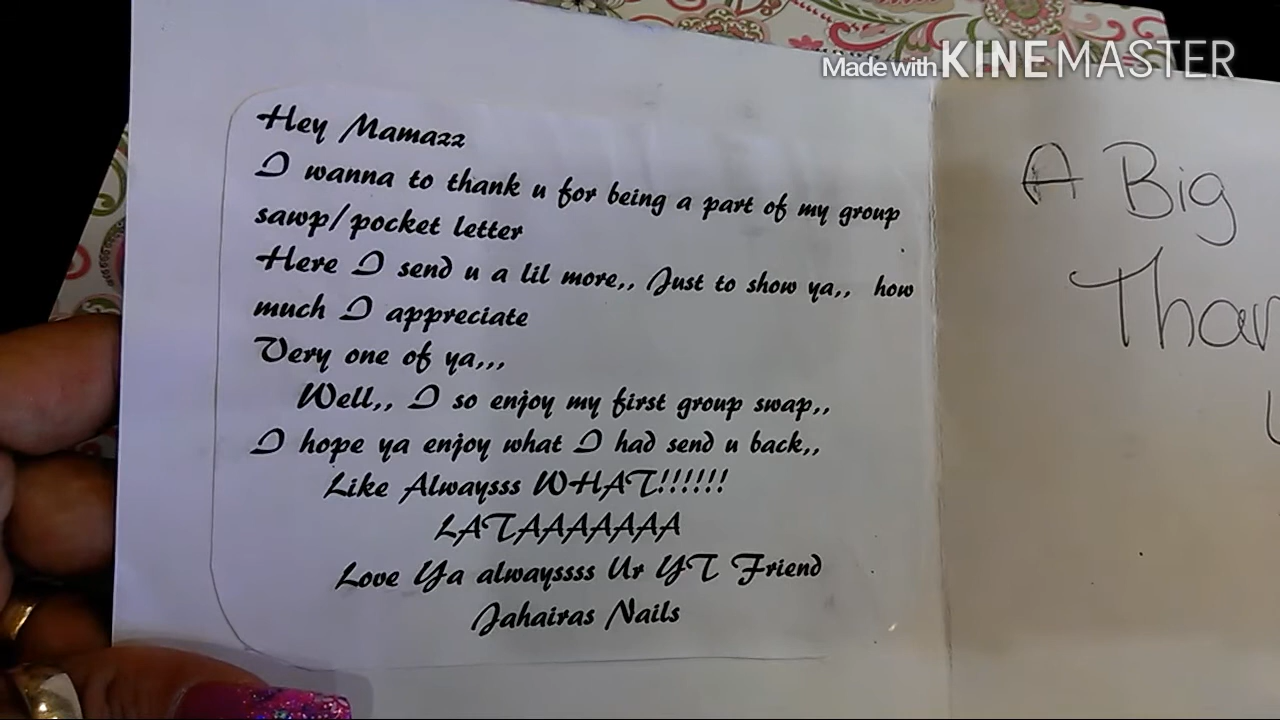 Made with KINEMASTER
Hey Mamazz
I wanna to thank u for being a part of my group
sawp/pocket letter
Here I send u a lil more,, Just to show ya,, how
much I appreciate
Very one of ya,,,
Well,, I so enjoy my first group swap,,
I hope ya enjoy what I had send u back,,
Like Alwaysss WHAT!!!!!!
LATAAAAAAA
Love Ya alwayssss Ur YT Friend
Jahairas Nails
A Big